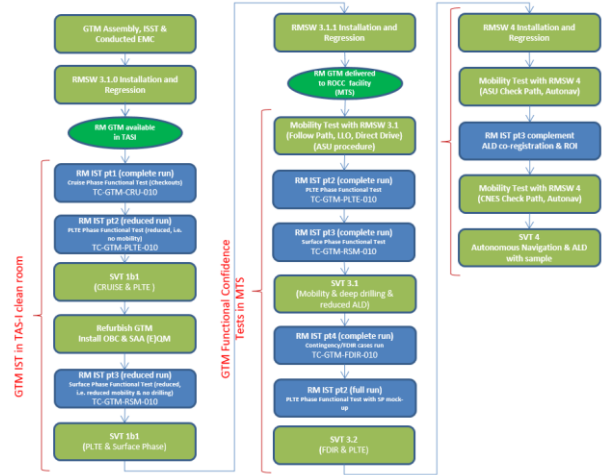 GTM Assembly, ISST &
Conducted EMC
RMSW 3.1.0 Installation and
Regression
RM GTM available
in TASI
GTM IST in TAS-I clean room
RM IST pt1 (complete run)
Cruise Phase Functional Test (Checkouts)
TC-GTM-CRU-010
RM IST pt2 (reduced run)
PLTE Phase Functional Test (reduced, i.e.
no mobility)
TC-GTM-PLTE-010
SVT 1b1
(CRUISE & PLTE )
Refurbish GTM
Install OBC & SAA (E)QM
RM IST pt3 (reduced run)
Surface Phase Functional Test (reduced,
i.e. reduced mobility & no drilling)
TC-GTM-RSM-010
SVT 1b1
(PLTE & Surface Phase)
RMSW 3.1.1 Installation and
Regression
RM GTM delivered
to ROCC facility
(MTS)
GTM Functional Confidence
Tests in MTS
Mobility Test with RMSW 3.1
(Follow Path, LLO, Direct Drive)
(ASU procedure)
RM IST pt2 (complete run)
PLTE Phase Functional Test
TC-GTM-PLTE-010
RM IST pt3 (complete run)
Surface Phase Functional Test
TC-GTM-RSM-010
SVT 3.1
(Mobility & deep drilling &
reduced ALD)
RM IST pt4 (complete run)
Contingency/FDIR cases run
TC-GTM-FDIR-010
RM IST pt2 (full run)
PLTE Phase Functional Test with SP mock-
up
SVT 3.2
(FDIR & PLTE)
RMSW 4 Installation and
Regression
Mobility Test with RMSW 4
(ASU Check Path, Autonav)
RM IST pt3 complement
ALD co-registration & ROI
Mobility Test with RMSW 4
(CNES Check Path, Autonav)
SVT 4
Autonomous Navigation & ALD
with sample